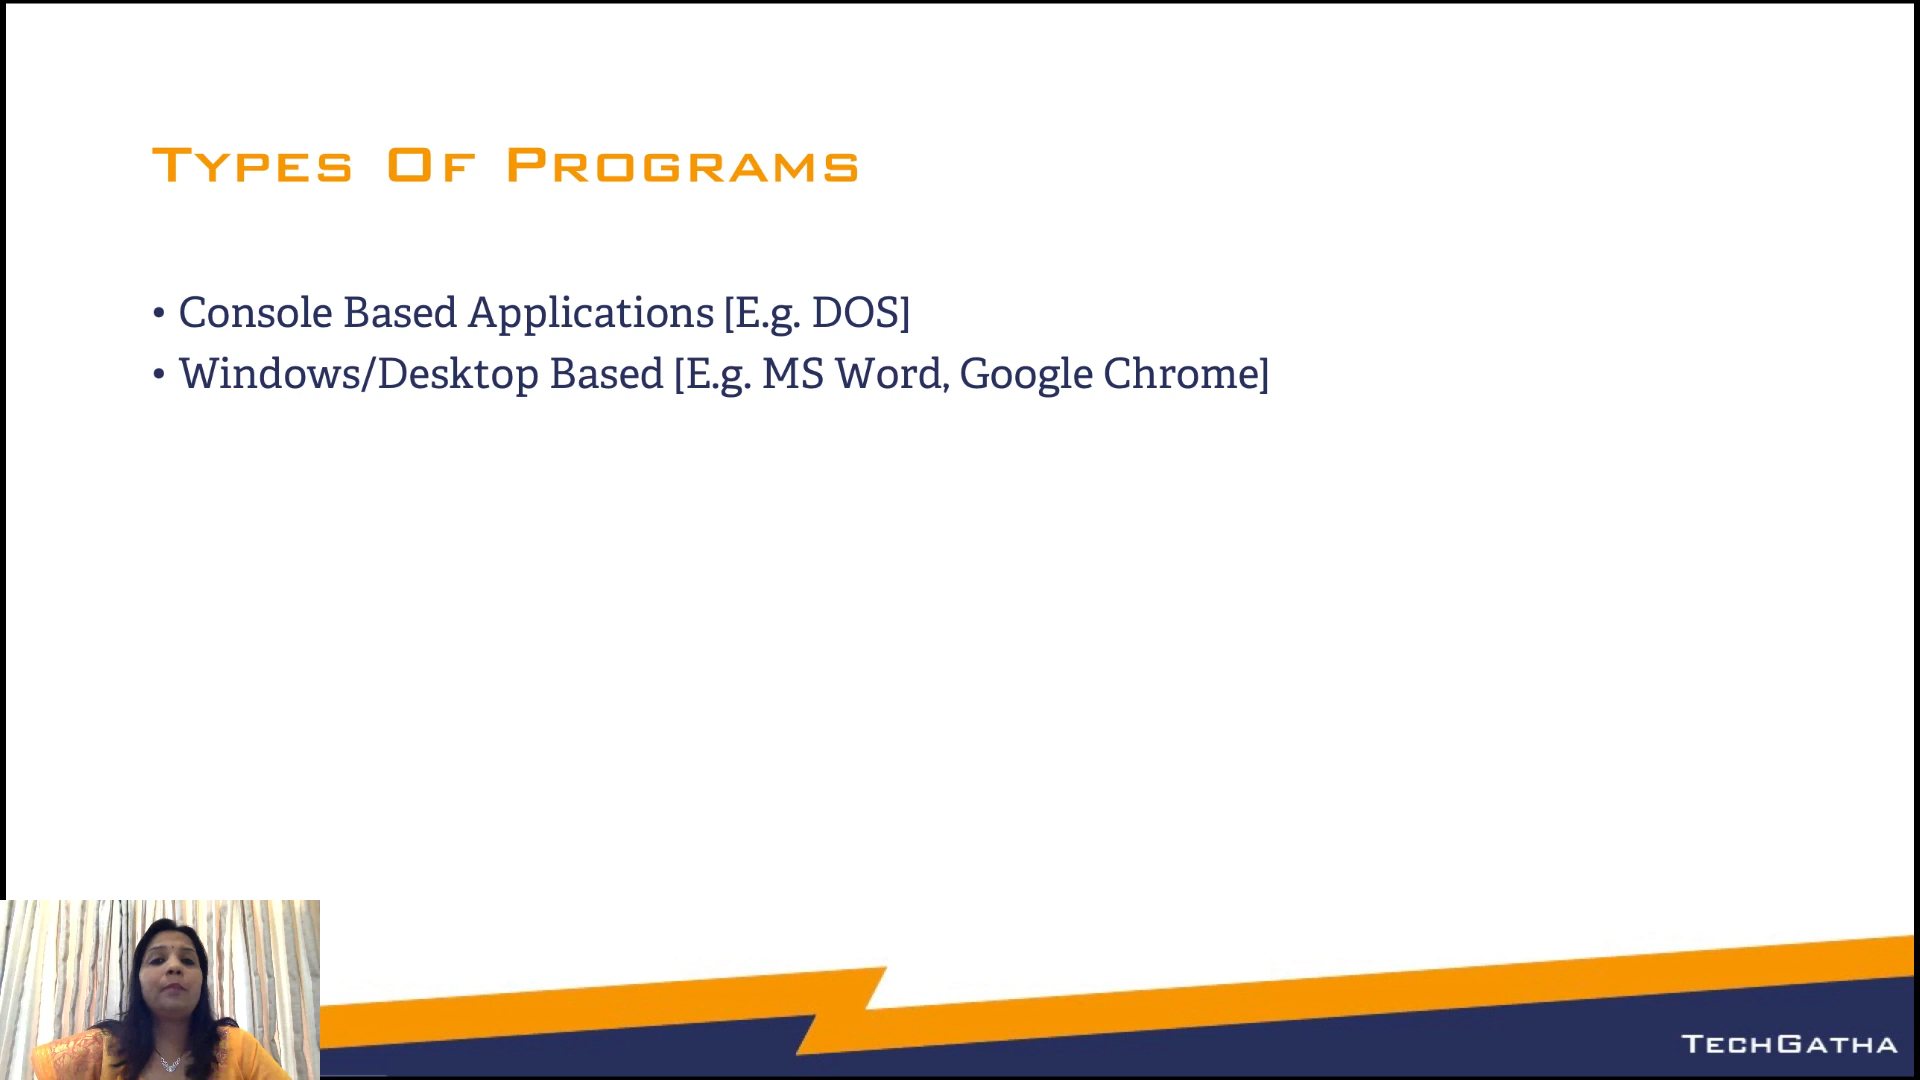 Types Of Programs
• Console Based Applications [E.g. DOS]
• Windows/Desktop Based [E.g. MS Word, Google Chrome]
TechGatha